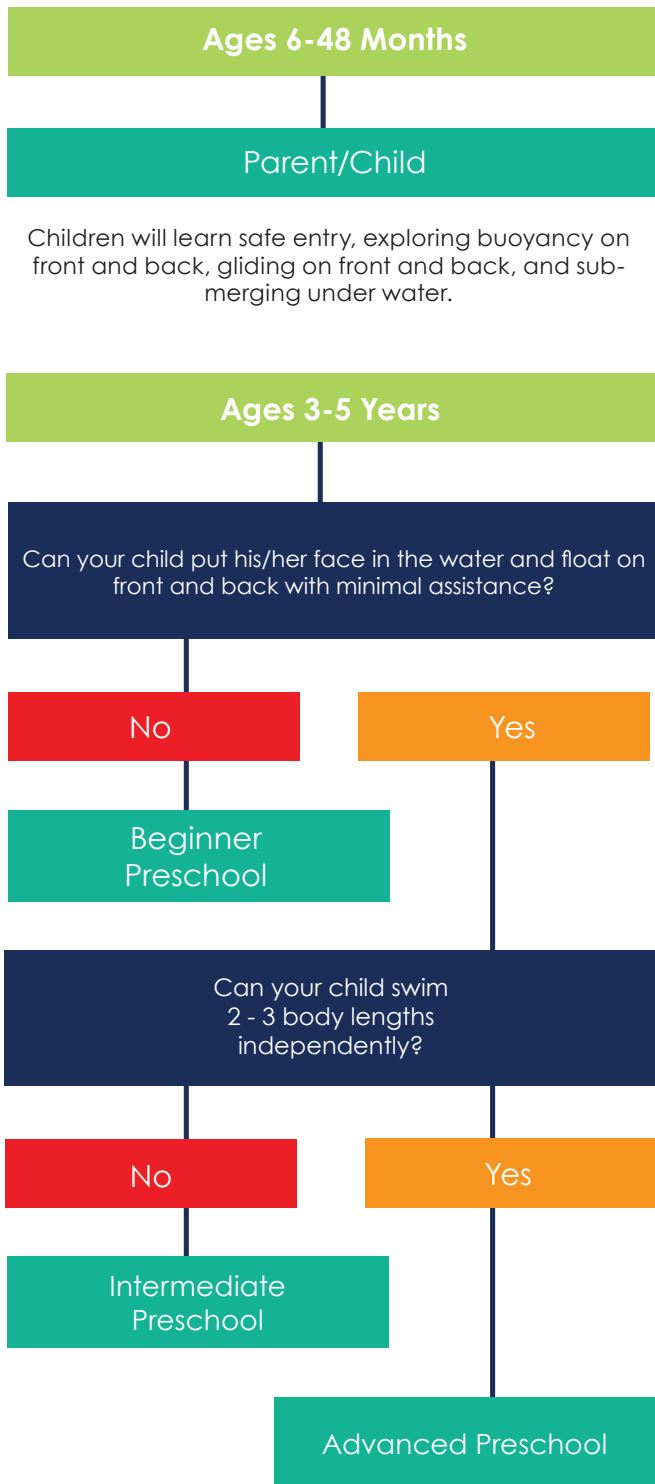 Ages 6-48 Months
Parent/Child
Children will learn safe entry, exploring buoyancy on
front and back, gliding on front and back, and sub-
merging under water.
Ages 3-5 Years
Can your child put his/her face in the water and float on
front and back with minimal assistance?
No
Yes
Beginner
Preschool
Can your child swim
2 - 3 body lengths
independently?
No
Yes
Intermediate
Preschool
Advanced Preschool